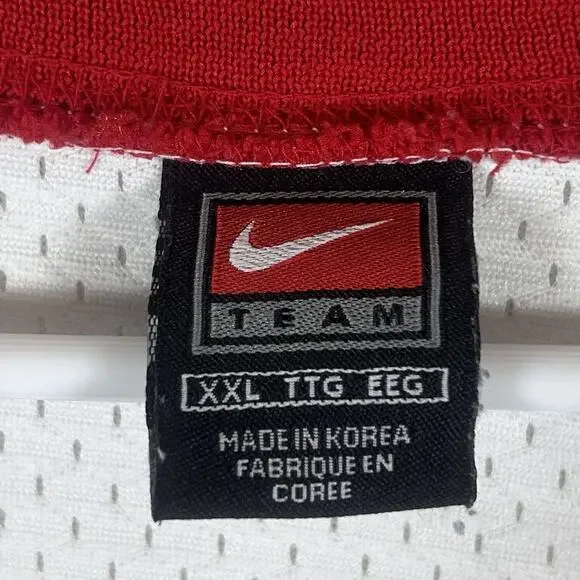 TEAM
XXL TTG EEG
MADE IN KOREA
FABRIQUE EN
COREE